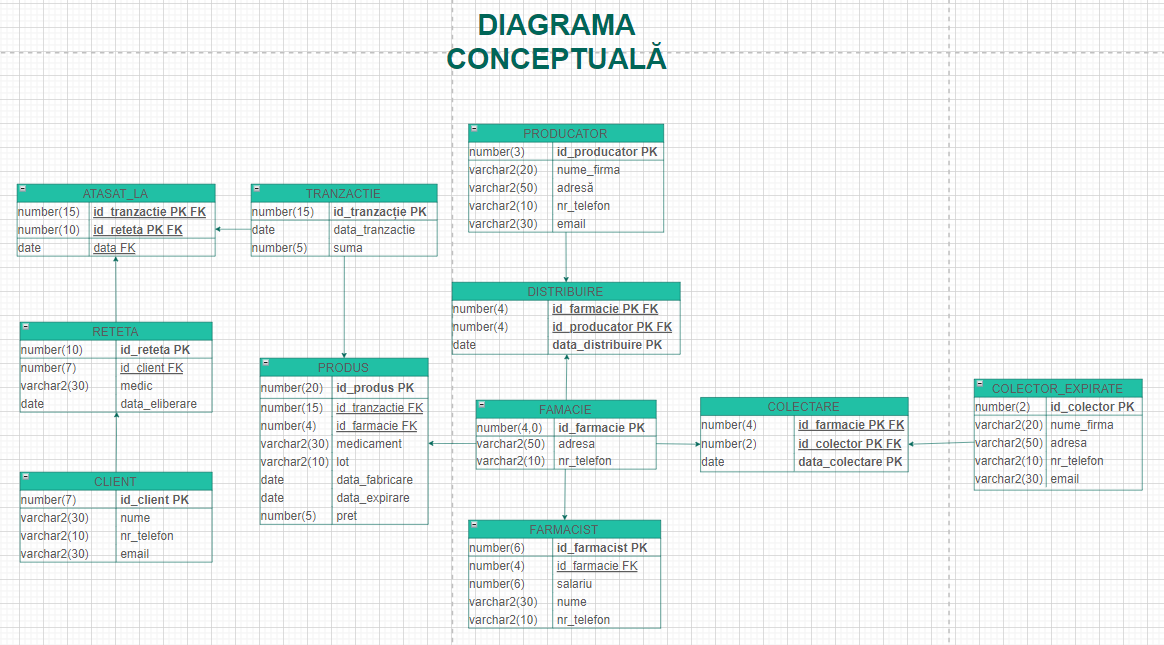 DIAGRAMA
CONCEPTUALĂ
PRODUCATOR
number(3) id_producator PK
varchar2(20) nume_firma
varchar2(50) adresă
varchar2(10) nr_telefon
varchar2(30) email
ATASAT_LA
number(15) id_tranzactie PK FK
number(10) id_reteta PK FK
date data FK
TRANZACTIE
number(15) id_tranzacție PK
date data_tranzactie
number(5) suma
DISTRIBUIRE
number(4) id_farmacie PK FK
number(4) id_producator PK FK
date data_distribuire PK
RETETA
number(10) id_reteta PK
number(7) id_client FK
varchar2(30) medic
date data_eliberare
PRODUS
number(20) id_produs PK
number(15) id_tranzactie FK
number(4) id_farmacie FK
varchar2(30) medicament
varchar2(10) lot
date data_fabricare
date data_expirare
number(5) pret
FAMACIE
number(4,0) id_farmacie PK
varchar2(50) adresa
varchar2(10) nr_telefon
COLECTARE
number(4) id_farmacie PK FK
number(2) id_colector PK FK
date data_colectare PK
COLECTOR_EXPIRATE
number(2) id_colector PK
varchar2(20) nume_firma
varchar2(50) adresa
varchar2(10) nr_telefon
varchar2(30) email
CLIENT
number(7) id_client PK
varchar2(30) nume
varchar2(10) nr_telefon
varchar2(30) email
FARMACIST
number(6) id_farmacist PK
number(4) id_farmacie FK
number(6) salariu
varchar2(30) nume
varchar2(10) nr_telefon